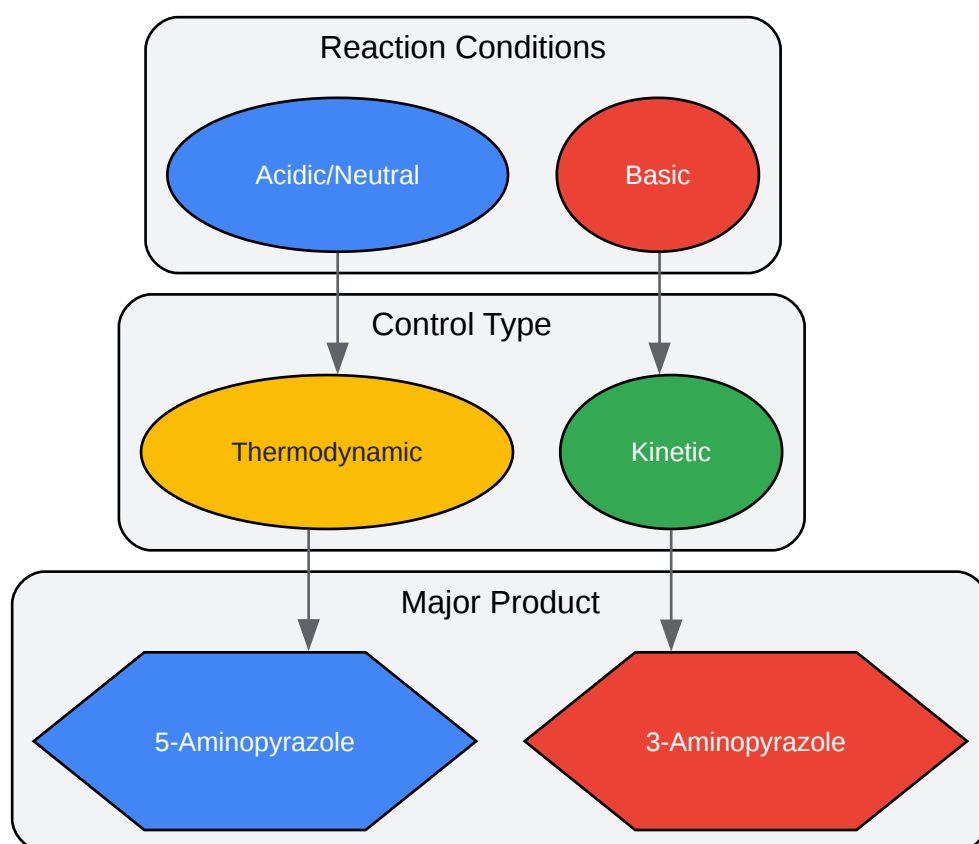 Reaction Conditions
Acidic/Neutral
Basic
Control Type
Thermodynamic
Kinetic
Major Product
5-Aminopyrazole
3-Aminopyrazole